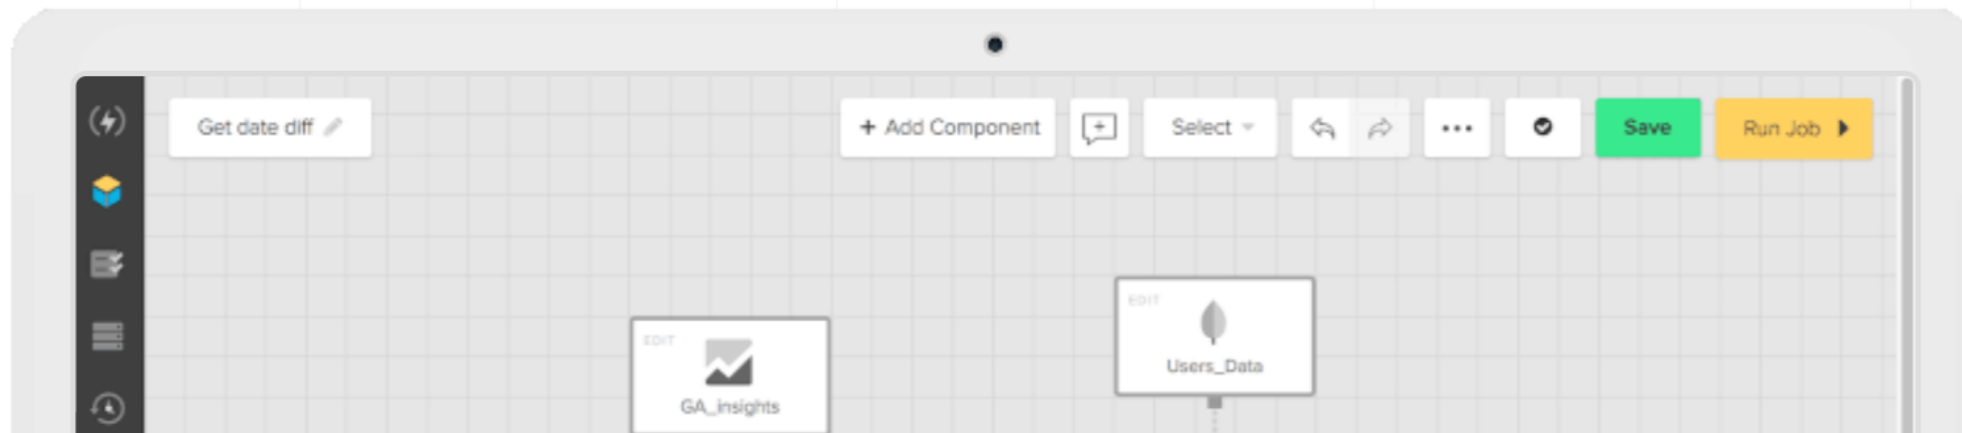 Get date diff
+ Add Component
Select
Save
Run Job
EDIT
Users_Data
EDIT
GA_insights